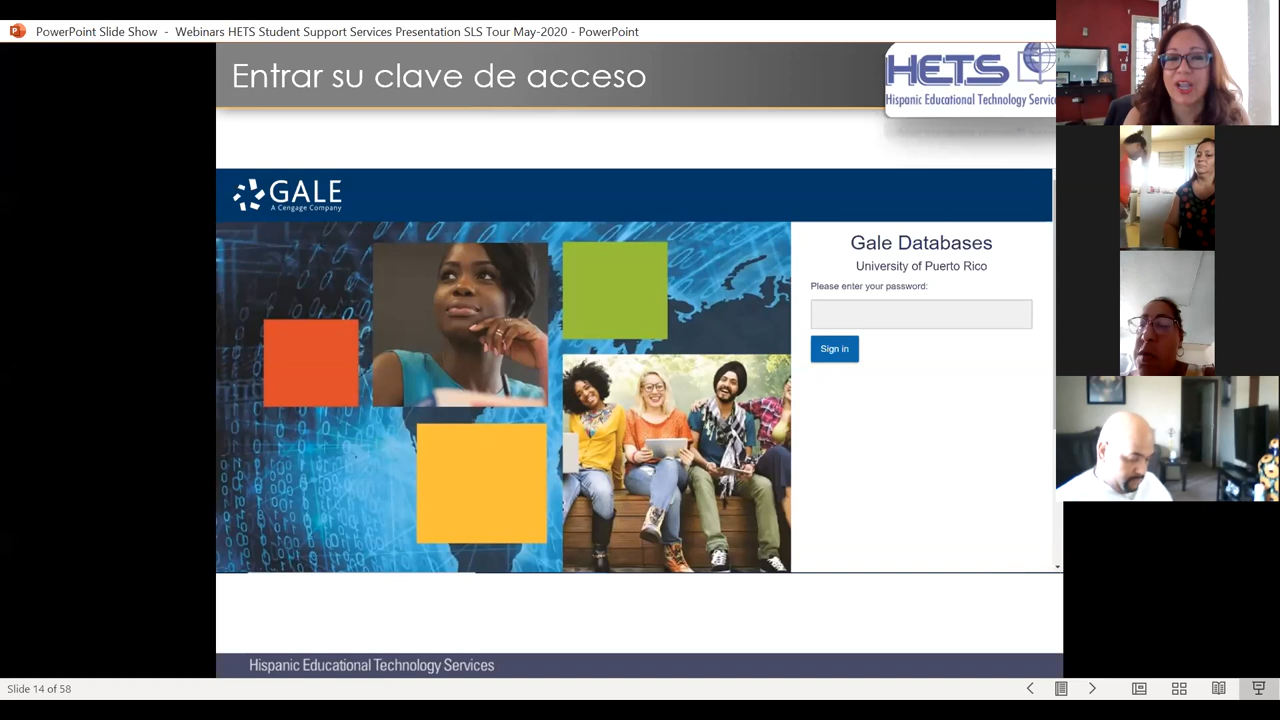 PowerPoint Slide Show - Webinars HETS Student Support Services Presentation SLS Tour May-2020 - PowerPoint
Entrar su clave de acceso
HETS
Hispanic Educational Technology
GALE
A Cengage Company
Gale Databases
University of Puerto Rico
Please enter your password:
Sign in
Hispanic Educational Technology Services
Slide 14 of 58